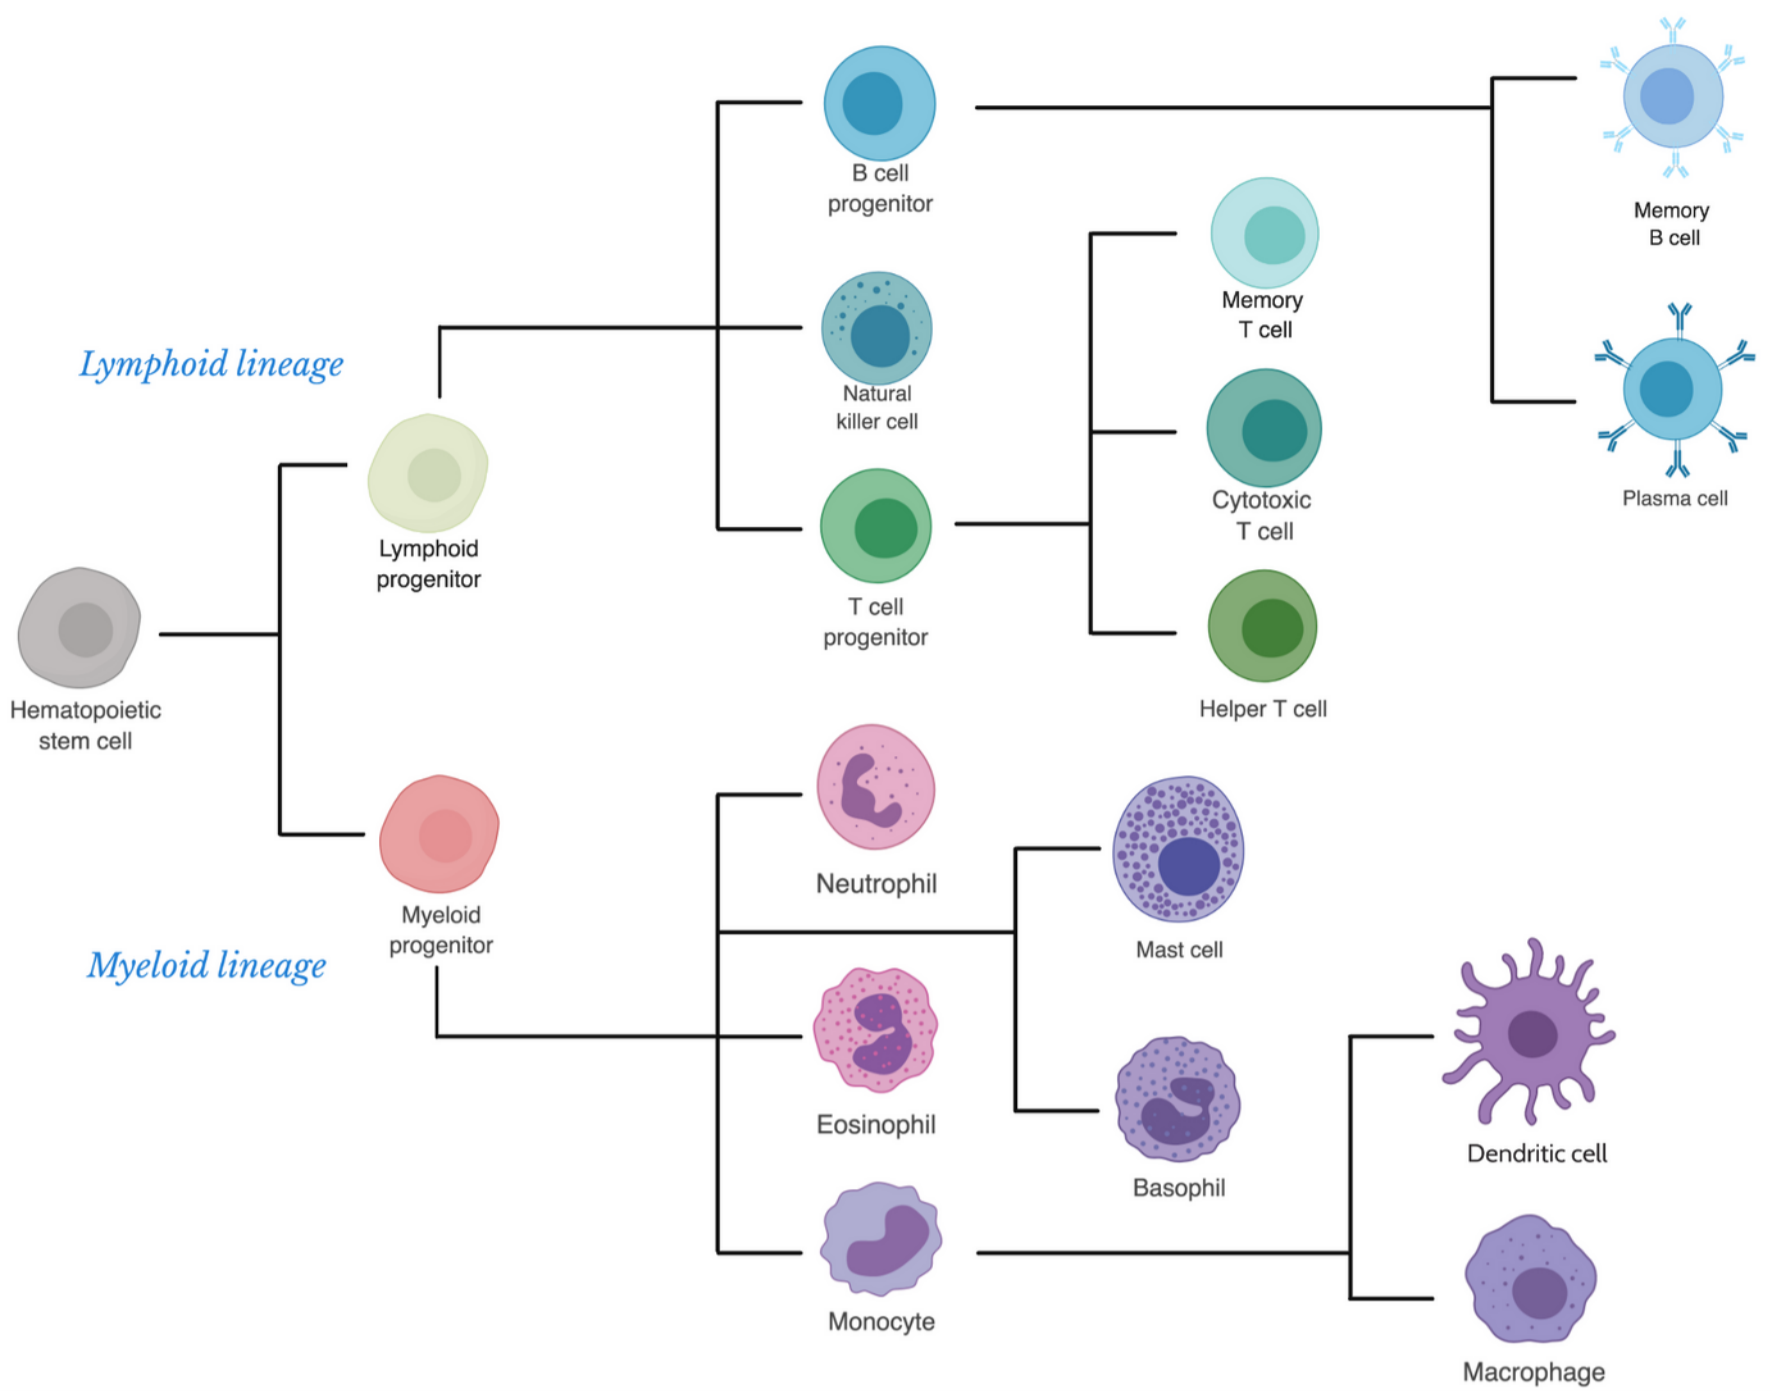 B cell
progenitor
Memory
B cell
Memory
T cell
Natural
killer cell
Lymphoid lineage
Cytotoxic
T cell
Plasma cell
Lymphoid
progenitor
T cell
progenitor
Helper T cell
Hematopoietic
stem cell
Neutrophil
Myeloid
progenitor
Mast cell
Myeloid lineage
Eosinophil
Dendritic cell
Basophil
Monocyte
Macrophage